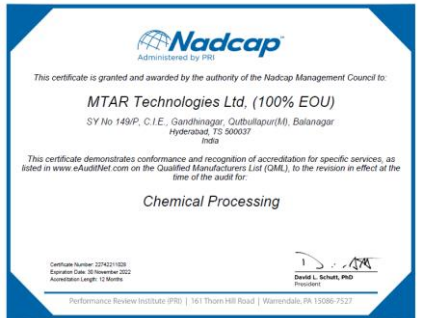 Nadcap
Administered by PRI
This certificate is granted and awarded by the authority of the Nadcap Management Council to:
MTAR Technologies Ltd, (100% EOU)
SY No 149/P, C.I.E., Gandhinagar, Qutbullapur(M), Balanagar
Hyderabad, TS 500037
India
This certificate demonstrates conformance and recognition of accreditation for specific services, as
listed in www.eAuditNet.com on the Qualified Manufacturers List (QML), to the revision in effect at the
time of the audit for:
Chemical Processing
Certificate Number: 22742211828
Expiration Date: 30 November 2022
Accreditation Length: 12 Months
David L. Schutt, PhD
President
Performance Review Institute (PRI) | 161 Thorn Hill Road | Warrendale, PA 15086-7527